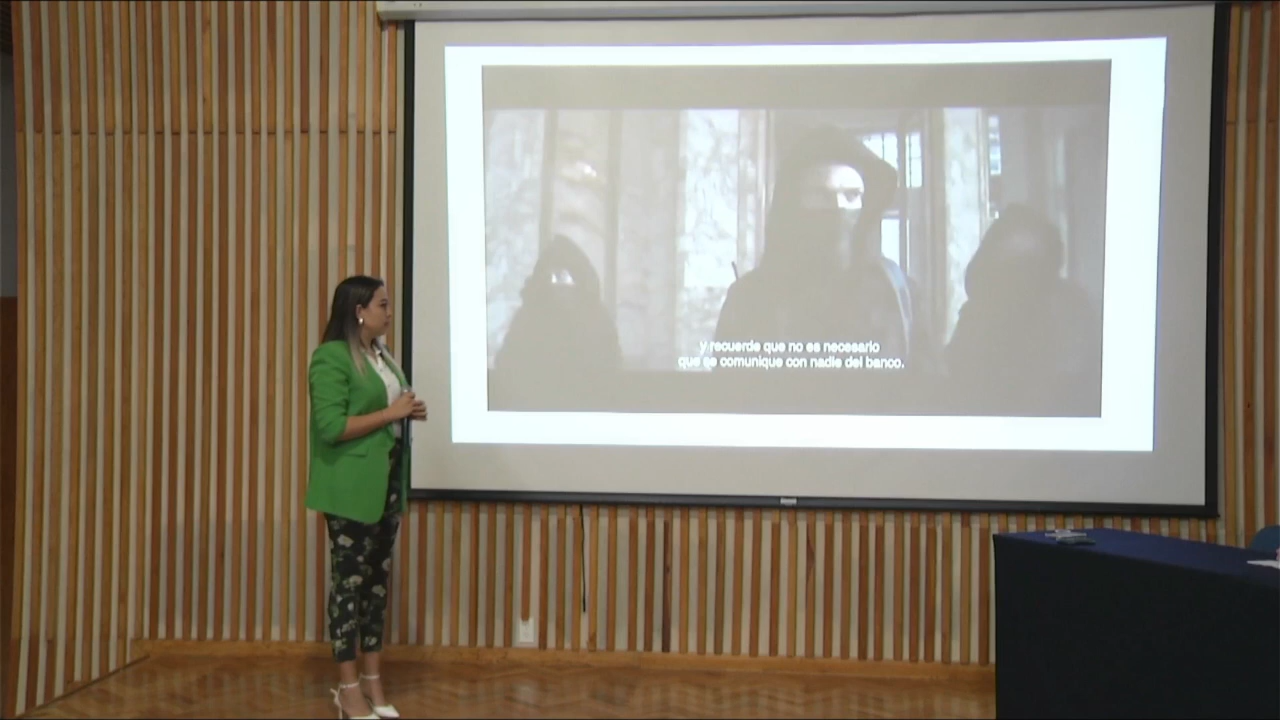 y recuerde que no es necesario
que se comunique con nadie del banco.